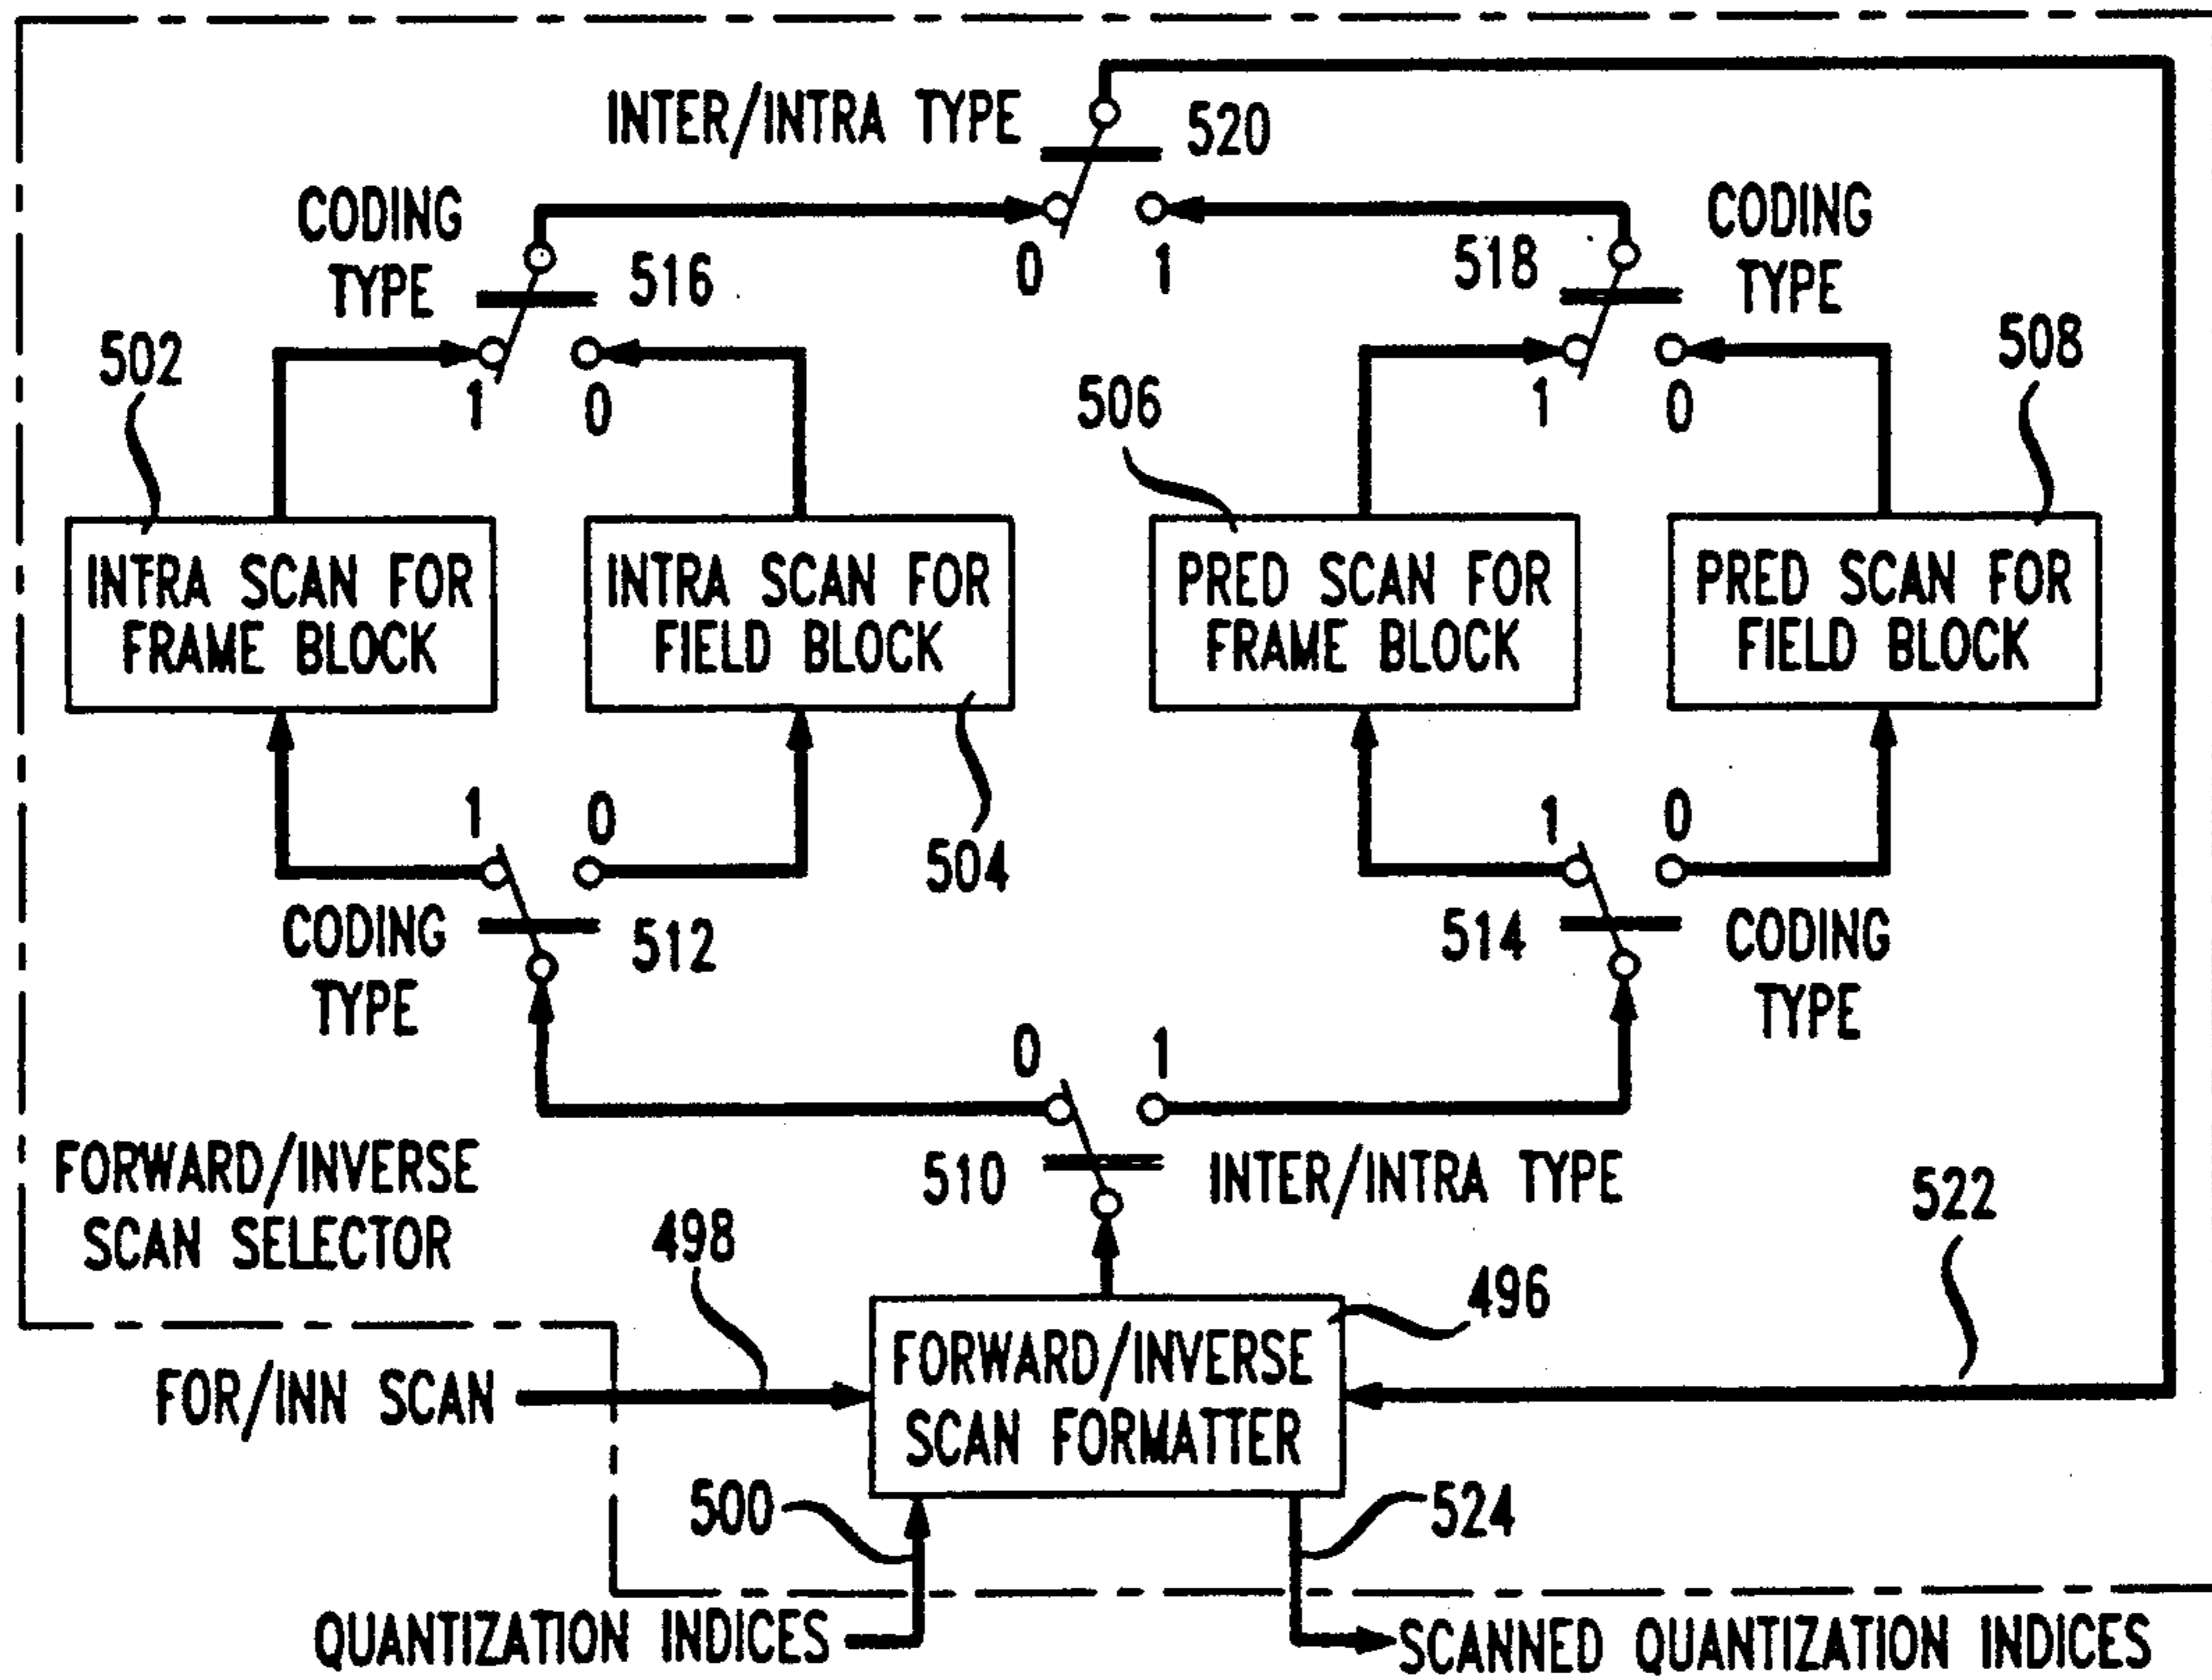 INTER/INTRA TYPE
520
0
1
CODING
TYPE
516
1
0
518
CODING
TYPE
1
0
502
506
508
INTRA SCAN FOR
FRAME BLOCK
INTRA SCAN FOR
FIELD BLOCK
PRED SCAN FOR
FRAME BLOCK
PRED SCAN FOR
FIELD BLOCK
1
0
504
CODING
TYPE
512
1
0
514
CODING
TYPE
0
1
510
INTER/INTRA TYPE
FORWARD/INVERSE
SCAN SELECTOR
498
522
496
FOR/INN SCAN
FORWARD/INVERSE
SCAN FORMATTER
500
524
QUANTIZATION INDICES
SCANNED QUANTIZATION INDICES